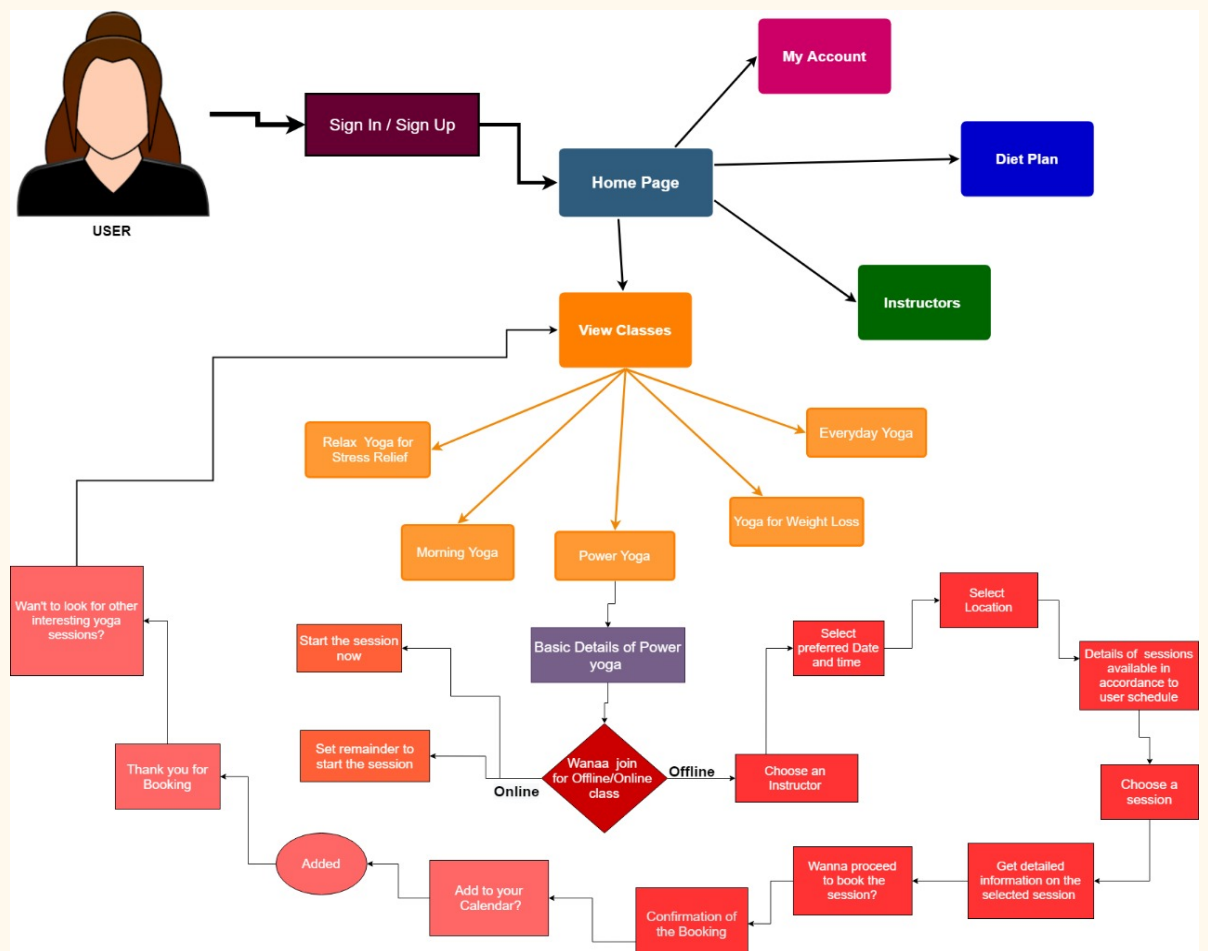 My Account
Sign In / Sign Up
Diet Plan
Home Page
USER
Instructors
View Classes
Everyday Yoga
Relax Yoga for
Stress Relief
Yoga for Weight Loss
Morning Yoga
Power Yoga
Select
Location
Wan't to look for other
interesting yoga
sessions?
Start the session
now
Basic Details of Power
yoga
Select
preferred Date
and time
Details of sessions
available in
accordance to
user schedule
Set remainder to
start the session
Wanaa join
for Offline/Online
class
Online
Offline
Choose an
Instructor
Choose a
session
Thank you for
Booking
Added
Add to your
Calendar?
Confirmation of
the Booking
Wanna proceed
to book the
session?
Get detailed
information on the
selected session